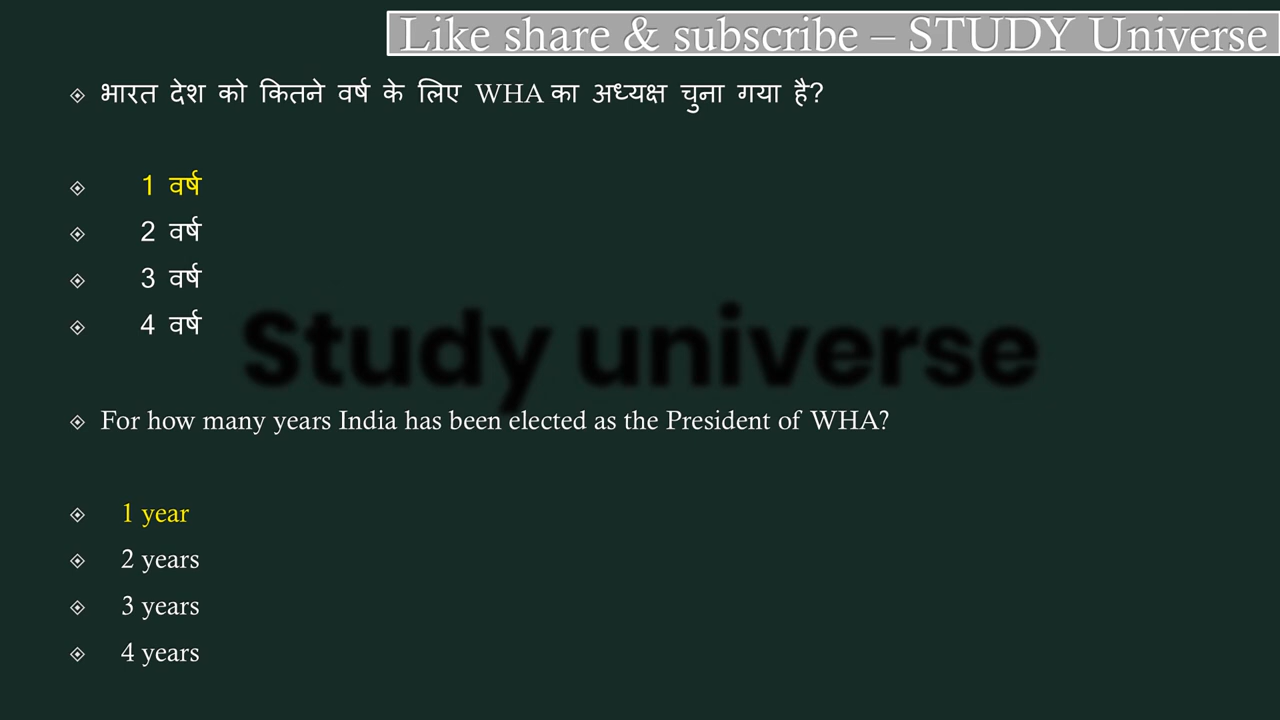 Like share & subscribe – STUDY Universe
भारत देश को कितने वर्ष के लिए WHA का अध्यक्ष चुना गया है?
1 वर्ष
2 वर्ष
3 वर्ष
4 वर्ष
Study universe
For how many years India has been elected as the President of WHA?
1 year
2 years
3 years
4 years